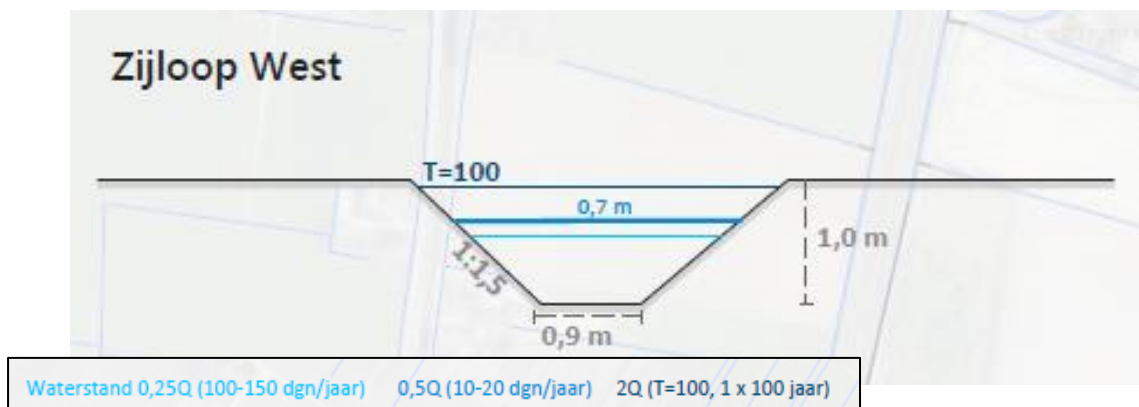 Zijloop West
T=100
0,7 m
1:1,5
1,0 m
0,9 m
Waterstand 0,25Q (100-150 dgn/jaar) 0,5Q (10-20 dgn/jaar) 2Q (T=100, 1 x 100 jaar)